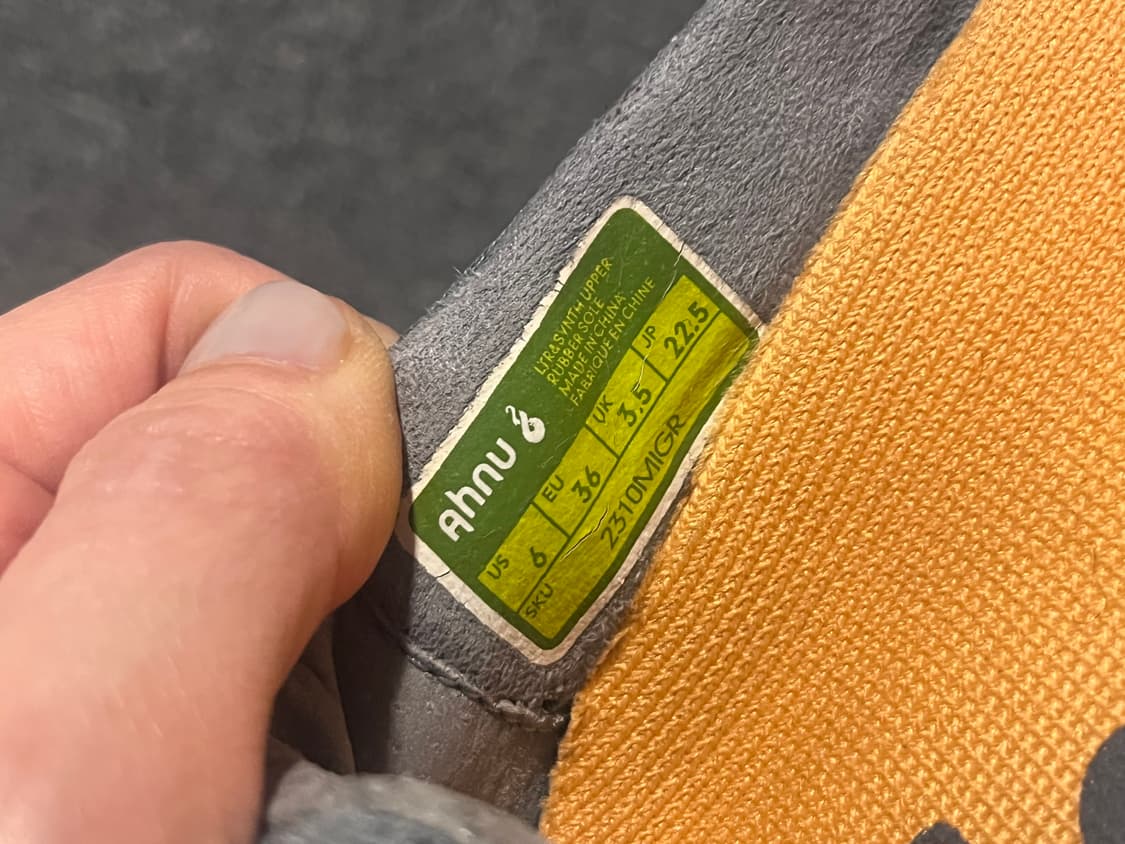 Ahnu
LTR & SYNTH UPPER
RUBBER SOLE
MADE IN CHINA
FABRIQUE EN CHINE
US EU UK JP
6 36 3.5 22.5
SKU 2310MIGR